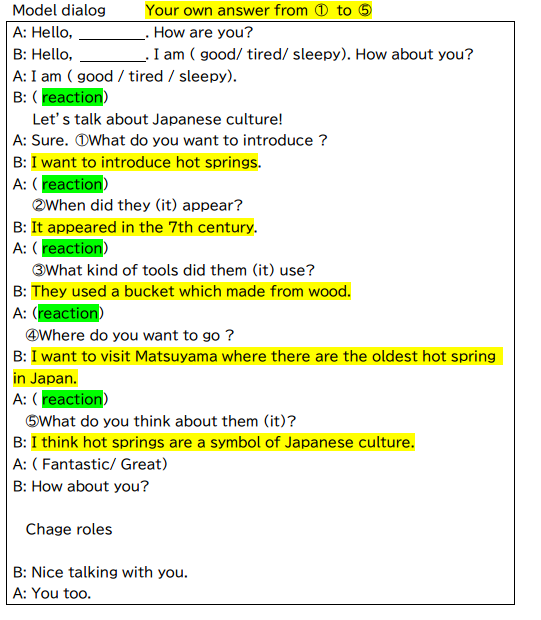 Model dialog Your own answer from ① to ⑤
A: Hello, ________. How are you?
B: Hello, ________. I am ( good/ tired/ sleepy). How about you?
A: I am ( good / tired / sleepy).
B: ( reaction)
Let's talk about Japanese culture!
A: Sure. ①What do you want to introduce ?
B: I want to introduce hot springs.
A: ( reaction)
②When did they (it) appear?
B: It appeared in the 7th century.
A: ( reaction)
③What kind of tools did them (it) use?
B: They used a bucket which made from wood.
A: (reaction)
④Where do you want to go ?
B: I want to visit Matsuyama where there are the oldest hot spring
in Japan.
A: ( reaction)
⑤What do you think about them (it)?
B: I think hot springs are a symbol of Japanese culture.
A: ( Fantastic/ Great)
B: How about you?
Chage roles
B: Nice talking with you.
A: You too.